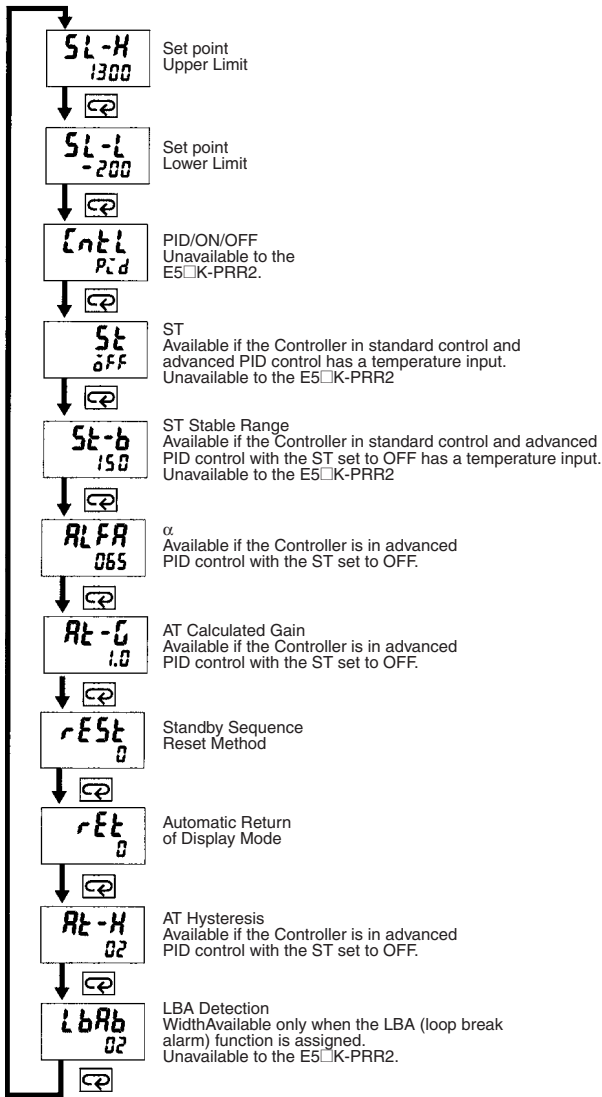 SL-H
1300
Set point
Upper Limit
SL-L
-200
Set point
Lower Limit
CntL
Pid
PID/ON/OFF
Unavailable to the
E5□K-PRR2.
St
oFF
ST
Available if the Controller in standard control and
advanced PID control has a temperature input.
Unavailable to the E5□K-PRR2
St-b
150
ST Stable Range
Available if the Controller in standard control and advanced
PID control with the ST set to OFF has a temperature input.
Unavailable to the E5□K-PRR2
ALFA
065
α
Available if the Controller is in advanced
PID control with the ST set to OFF.
At-G
1.0
AT Calculated Gain
Available if the Controller is in advanced
PID control with the ST set to OFF.
rESt
0
Standby Sequence
Reset Method
rEt
0
Automatic Return
of Display Mode
At-H
02
AT Hysteresis
Available if the Controller is in advanced
PID control with the ST set to OFF.
LbAb
02
LBA Detection
WidthAvailable only when the LBA (loop break
alarm) function is assigned.
Unavailable to the E5□K-PRR2.